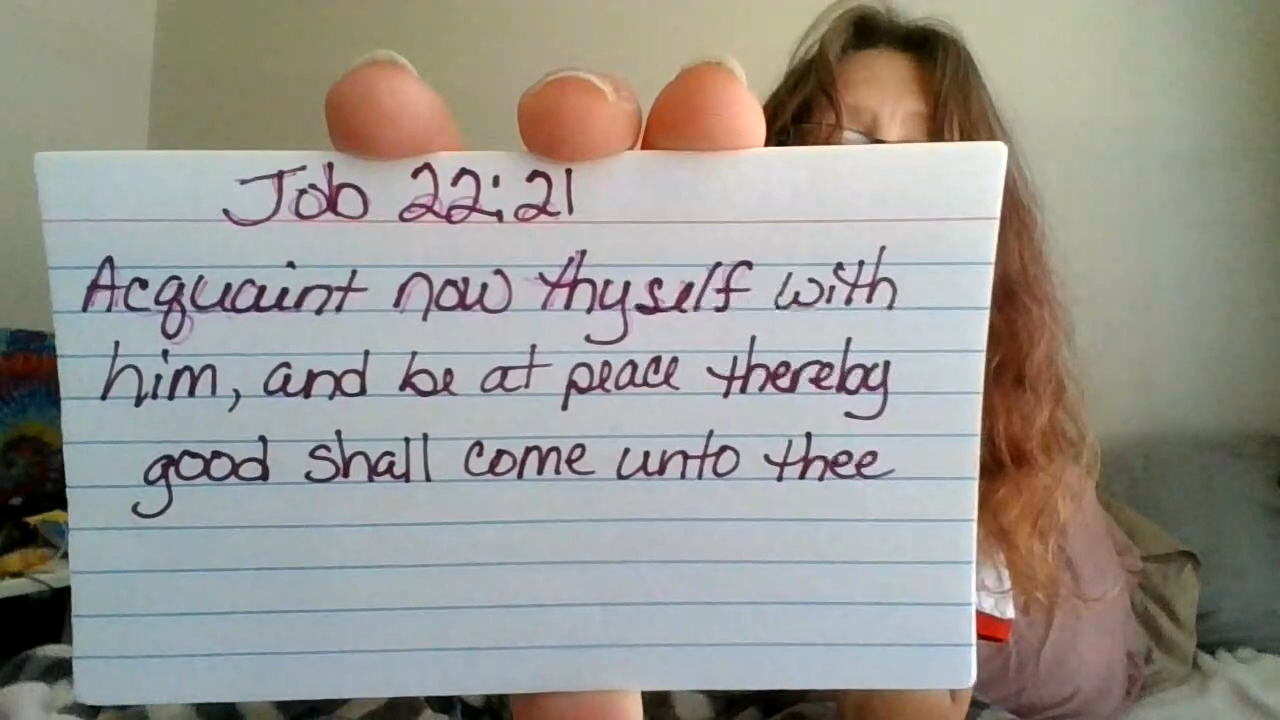 Job 22:21
Acquaint now thyself with
him, and be at peace thereby
good shall come unto thee